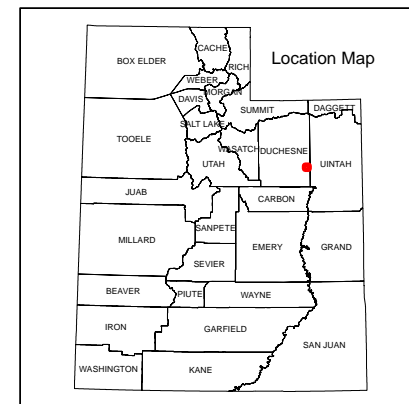 Location Map
BOX ELDER
CACHE
RICH
WEBER
MORGAN
DAVIS
SUMMIT
DAGGETT
SALT LAKE
TOOELE
WASATCH
DUCHESNE
UTAH
UINTAH
JUAB
CARBON
SANPETE
MILLARD
EMERY
GRAND
SEVIER
BEAVER
PIUTE
WAYNE
IRON
GARFIELD
SAN JUAN
WASHINGTON
KANE